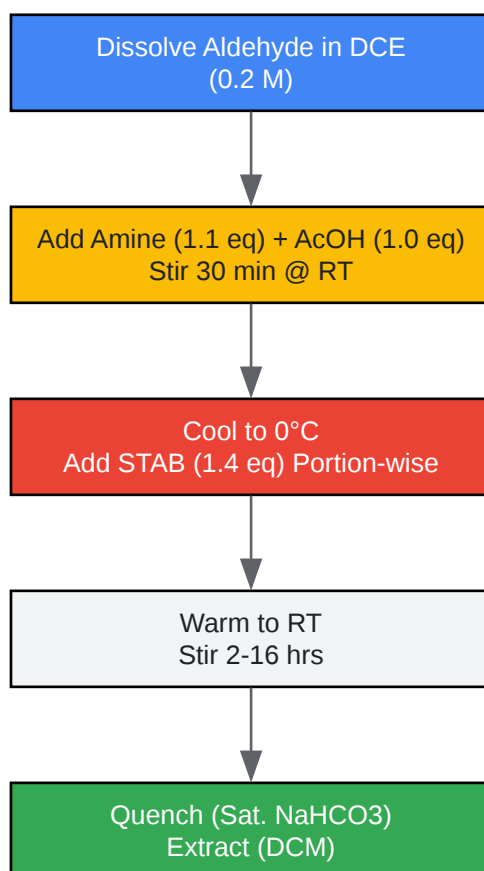 Dissolve Aldehyde in DCE
(0.2 M)
Add Amine (1.1 eq) + AcOH (1.0 eq)
Stir 30 min @ RT
Cool to 0°C
Add STAB (1.4 eq) Portion-wise
Warm to RT
Stir 2-16 hrs
Quench (Sat. NaHCO3)
Extract (DCM)